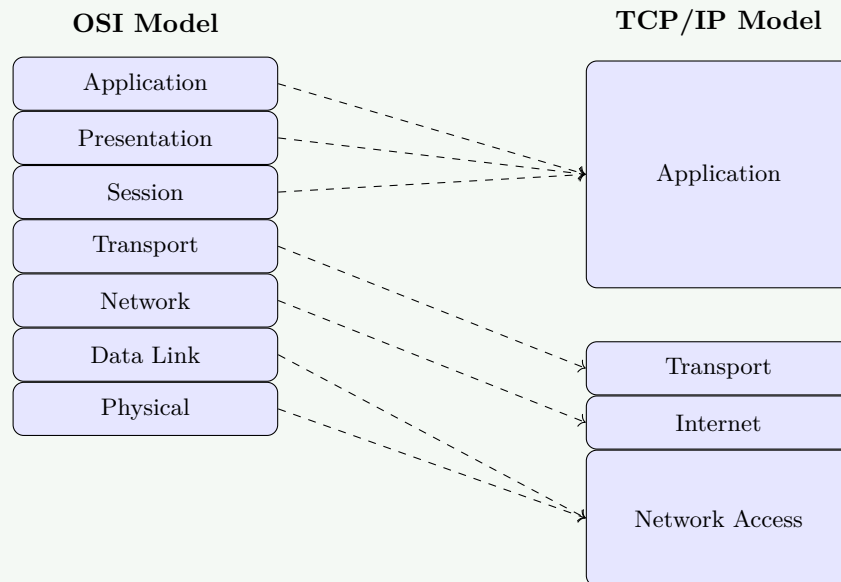 OSI Model
Application
Presentation
Session
Transport
Network
Data Link
Physical
TCP/IP Model
Application
Transport
Internet
Network Access